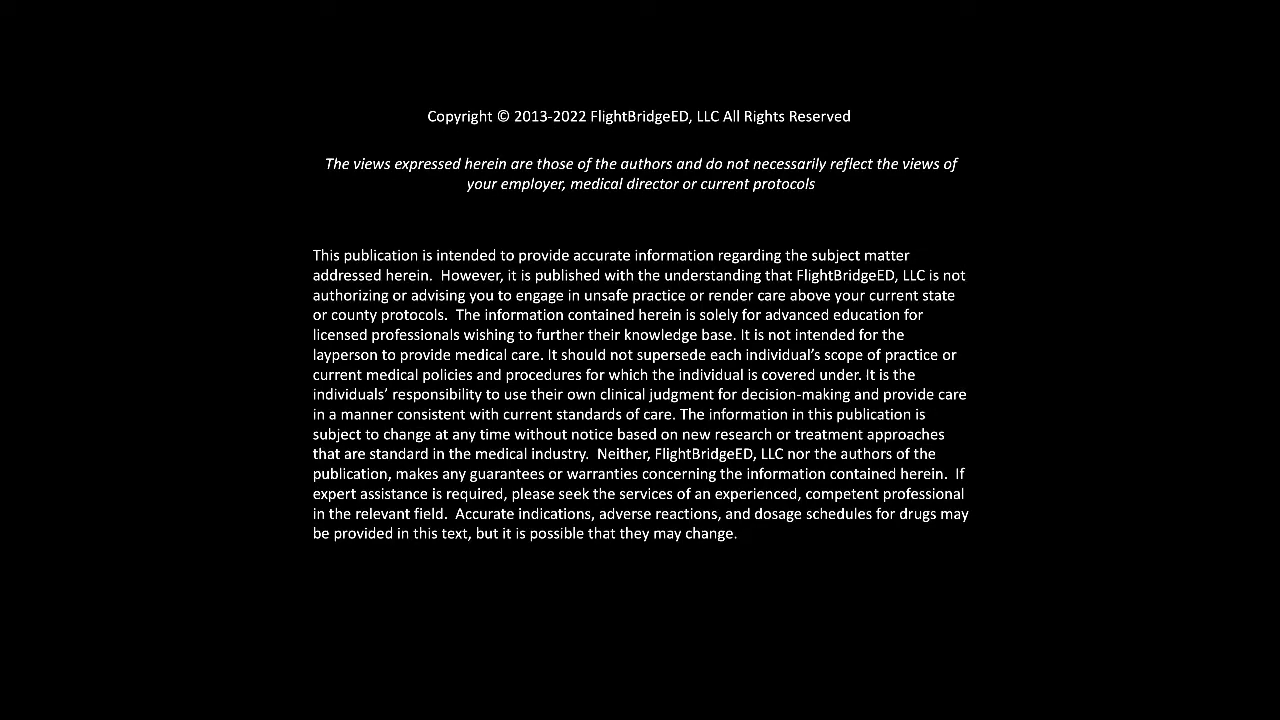 Copyright © 2013-2022 FlightBridgeED, LLC All Rights Reserved
The views expressed herein are those of the authors and do not necessarily reflect the views of
your employer, medical director or current protocols
This publication is intended to provide accurate information regarding the subject matter
addressed herein.  However, it is published with the understanding that FlightBridgeED, LLC is not
authorizing or advising you to engage in unsafe practice or render care above your current state
or county protocols.  The information contained herein is solely for advanced education for
licensed professionals wishing to further their knowledge base. It is not intended for the
layperson to provide medical care. It should not supersede each individual’s scope of practice or
current medical policies and procedures for which the individual is covered under. It is the
individuals’ responsibility to use their own clinical judgment for decision-making and provide care
in a manner consistent with current standards of care. The information in this publication is
subject to change at any time without notice based on new research or treatment approaches
that are standard in the medical industry.  Neither, FlightBridgeED, LLC nor the authors of the
publication, makes any guarantees or warranties concerning the information contained herein.  If
expert assistance is required, please seek the services of an experienced, competent professional
in the relevant field.  Accurate indications, adverse reactions, and dosage schedules for drugs may
be provided in this text, but it is possible that they may change.